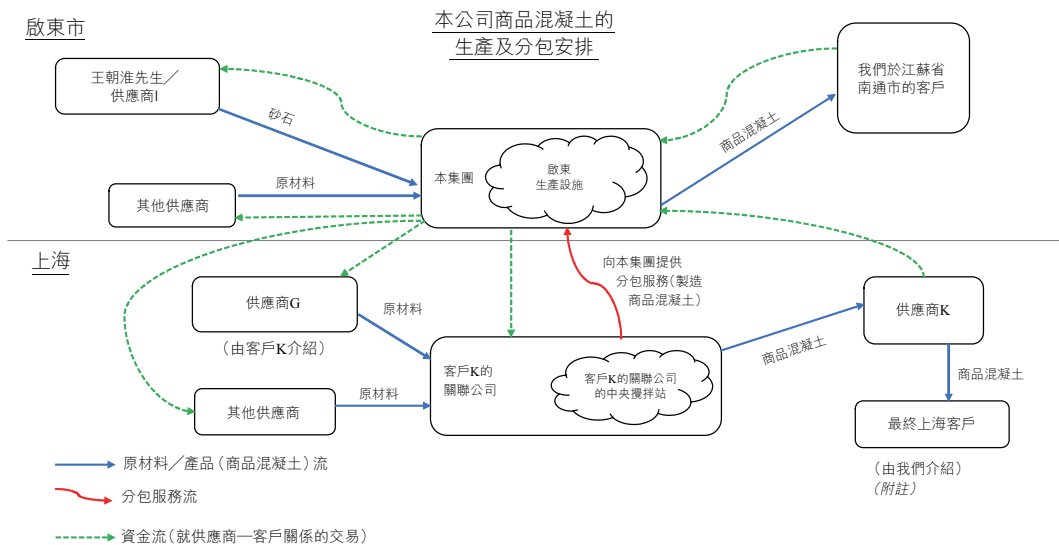 本公司商品混凝土的
生產及分包安排
啟東市
王朝淮先生／
供應商I
砂石
本集團
啟東
生產設施
商品混凝土
我們於江蘇省
南通市的客戶
原材料
其他供應商
上海
供應商G
（由客戶K介紹）
原材料
向本集團提供
分包服務（製造
商品混凝土）
供應商K
客戶K的
關聯公司
客戶K的關聯公司
的中央攪拌站
商品混凝土
商品混凝土
其他供應商
原材料
最終上海客戶
（由我們介紹）
（附註）
原材料／產品（商品混凝土）流
分包服務流
資金流（就供應商—客戶關係的交易）